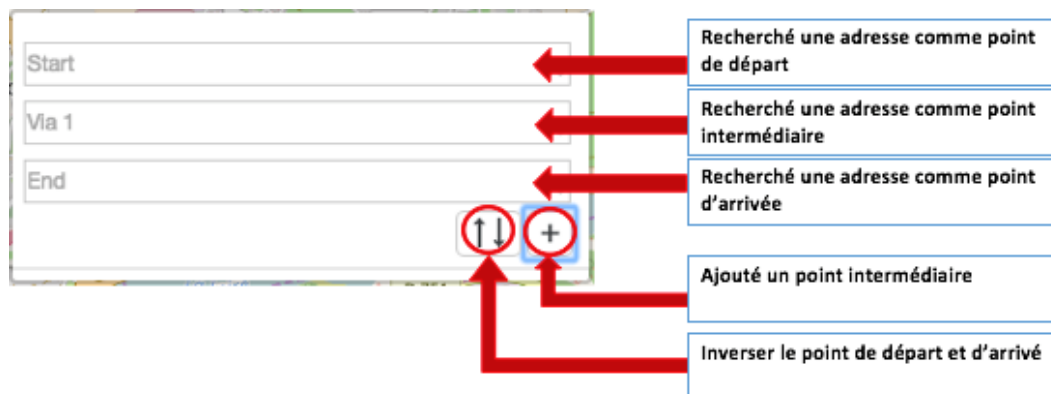 Start
Via 1
End
↑↓ +
Recherché une adresse comme point
de départ
Recherché une adresse comme point
intermédiaire
Recherché une adresse comme point
d'arrivée
Ajouté un point intermédiaire
Inverser le point de départ et d'arrivé